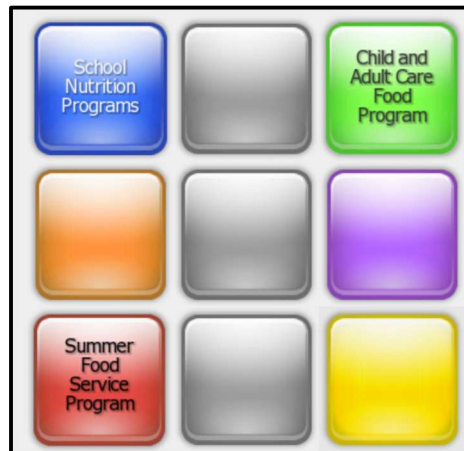 School
Nutrition
Programs
Child and
Adult Care
Food
Program
Summer
Food
Service
Program